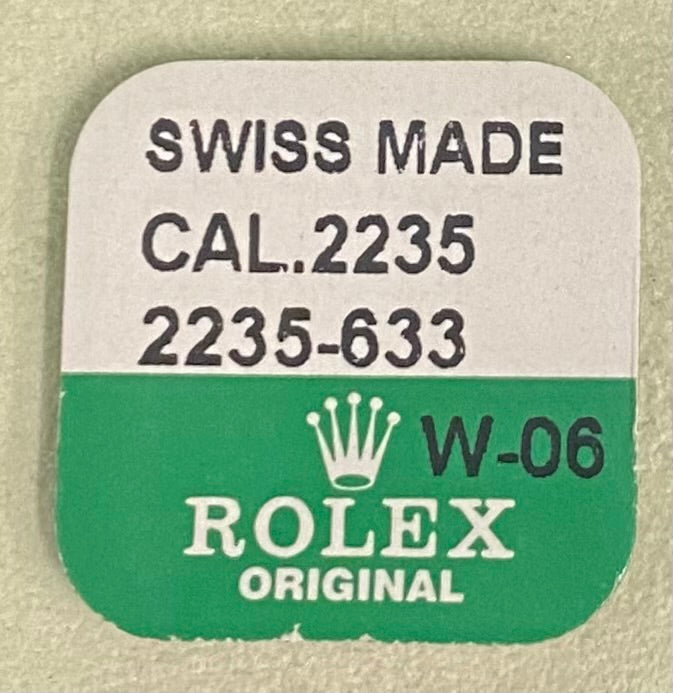 SWISS MADE
CAL.2235
2235-633
W-06
ROLEX
ORIGINAL